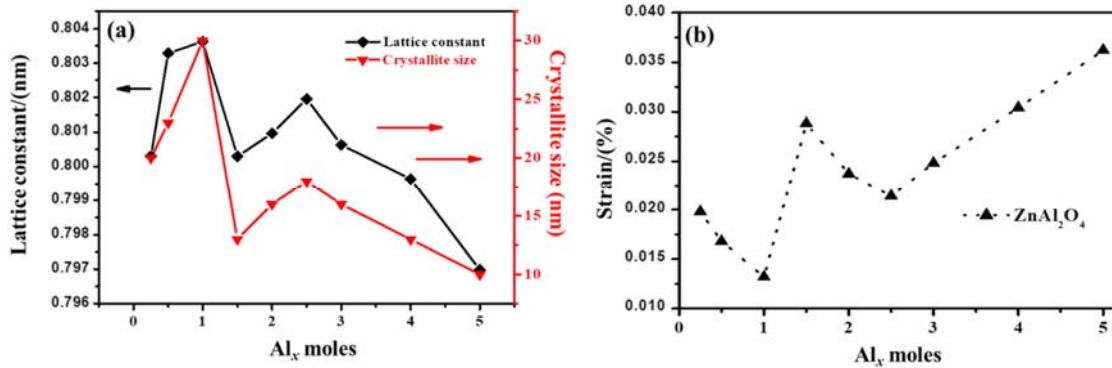 (a)
Lattice constant
Crystallite size
Lattice constant/(nm)
0.804
0.803
0.802
0.801
0.800
0.799
0.798
0.797
0.796
30
25
20
15
10
Crystallite size (nm)
0 1 2 3 4 5
Alₓ moles
(b)
Strain/(%)
0.040
0.035
0.030
0.025
0.020
0.015
0.010
ZnAl₂O₄
0 1 2 3 4 5
Alₓ moles